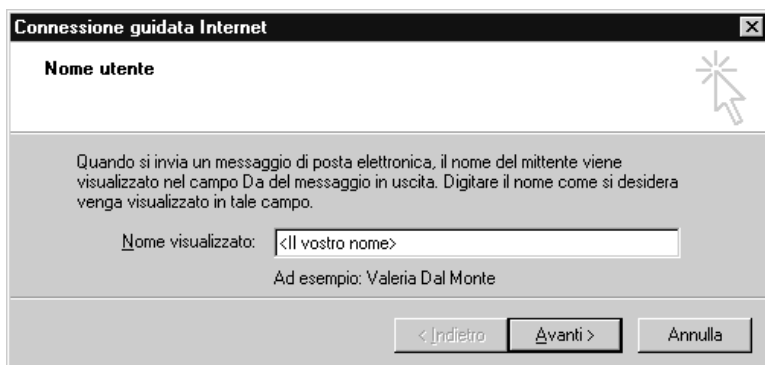 Connessione guidata Internet
Nome utente
Quando si invia un messaggio di posta elettronica, il nome del mittente viene
visualizzato nel campo Da del messaggio in uscita. Digitare il nome come si desidera
venga visualizzato in tale campo.
Nome visualizzato: <Il vostro nome>
Ad esempio: Valeria Dal Monte
< Indietro Avanti > Annulla